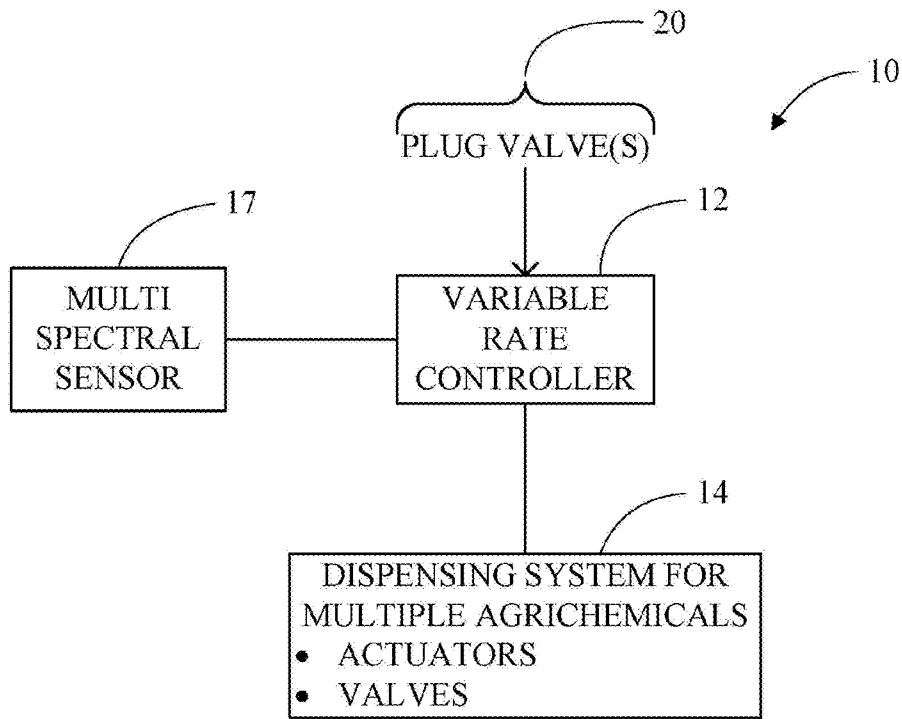 20
10
PLUG VALVE(S)
17
12
MULTI
SPECTRAL
SENSOR
VARIABLE
RATE
CONTROLLER
14
DISPENSING SYSTEM FOR
MULTIPLE AGRICHEMICALS
• ACTUATORS
• VALVES